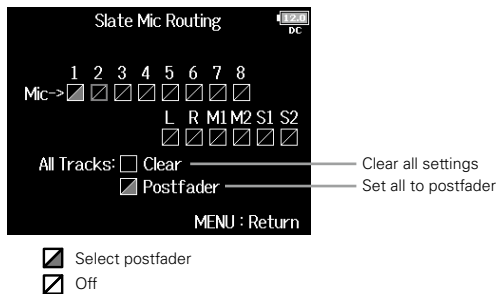 Slate Mic Routing
12.0
DC
1 2 3 4 5 6 7 8
Mic->
L R M1 M2 S1 S2
All Tracks: Clear
Clear all settings
Postfader
Set all to postfader
MENU : Return
Select postfader
Off